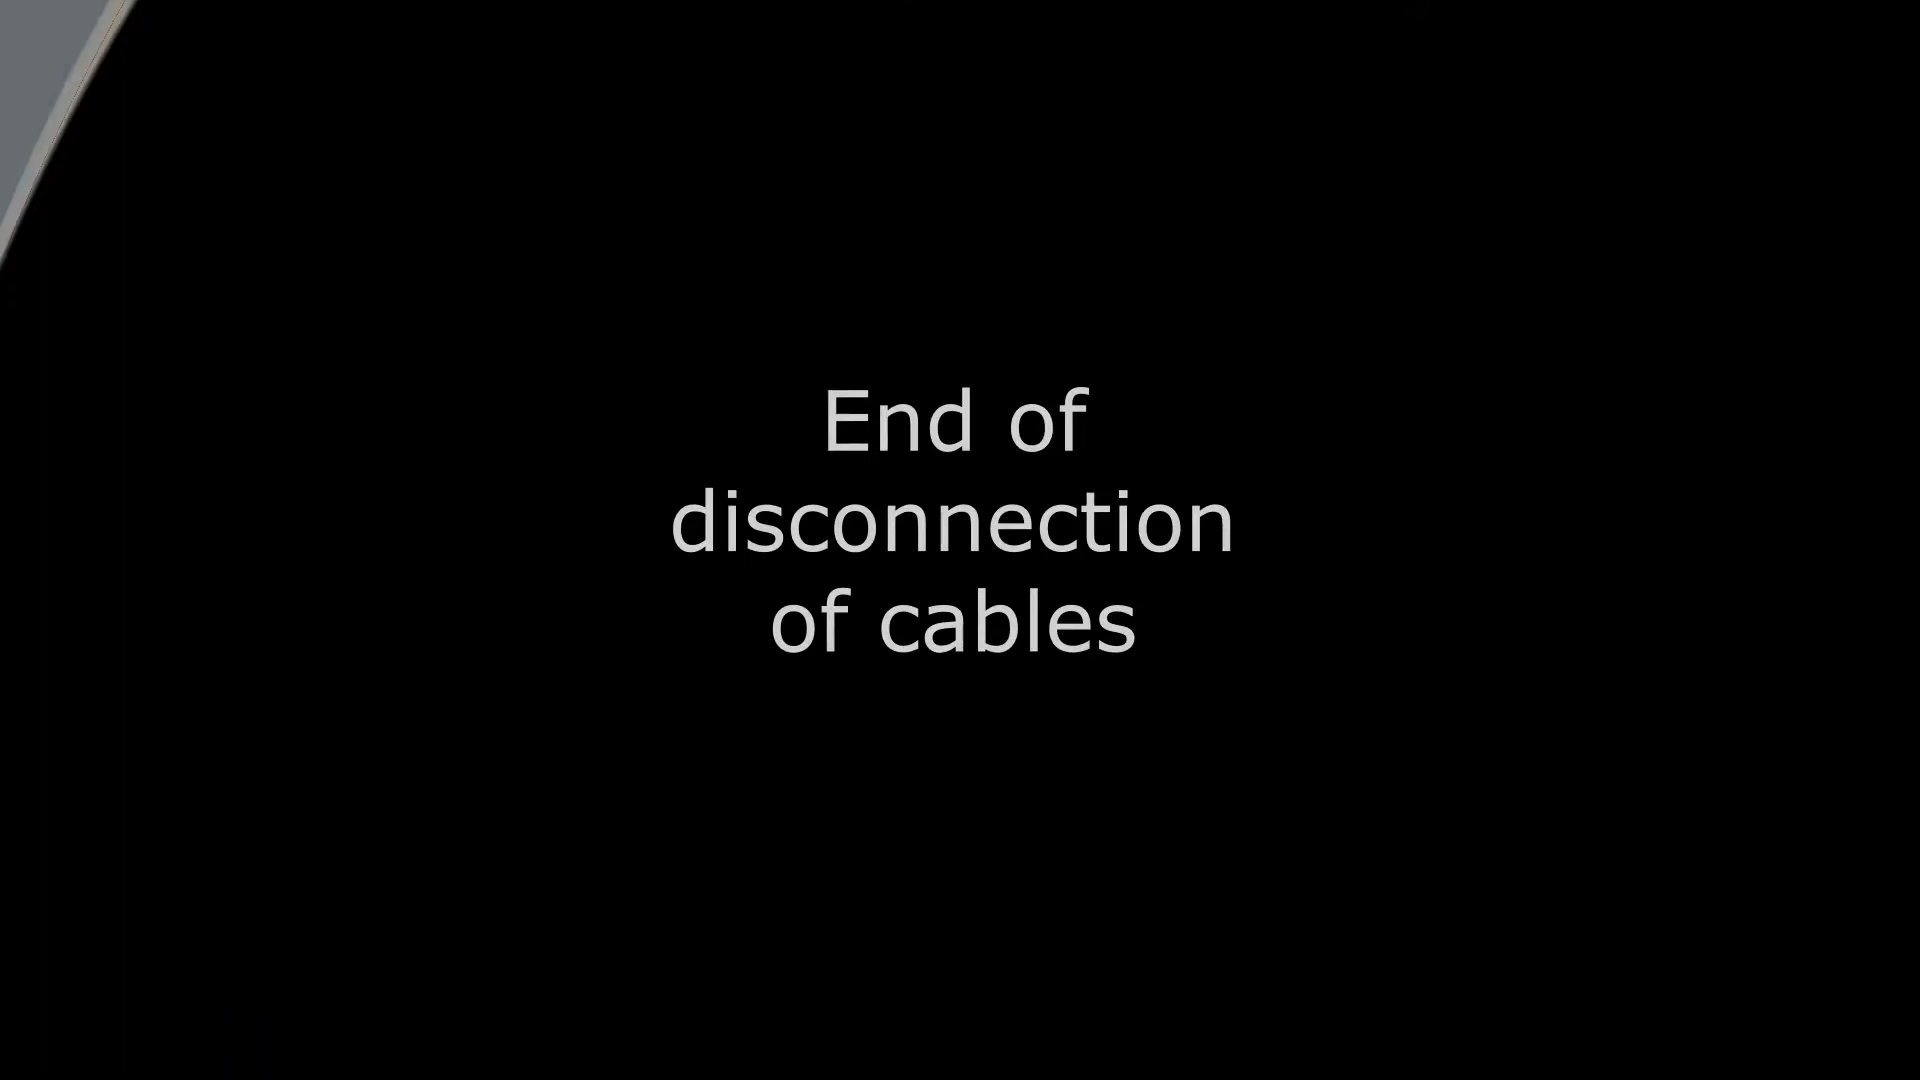 End of
disconnection
of cables